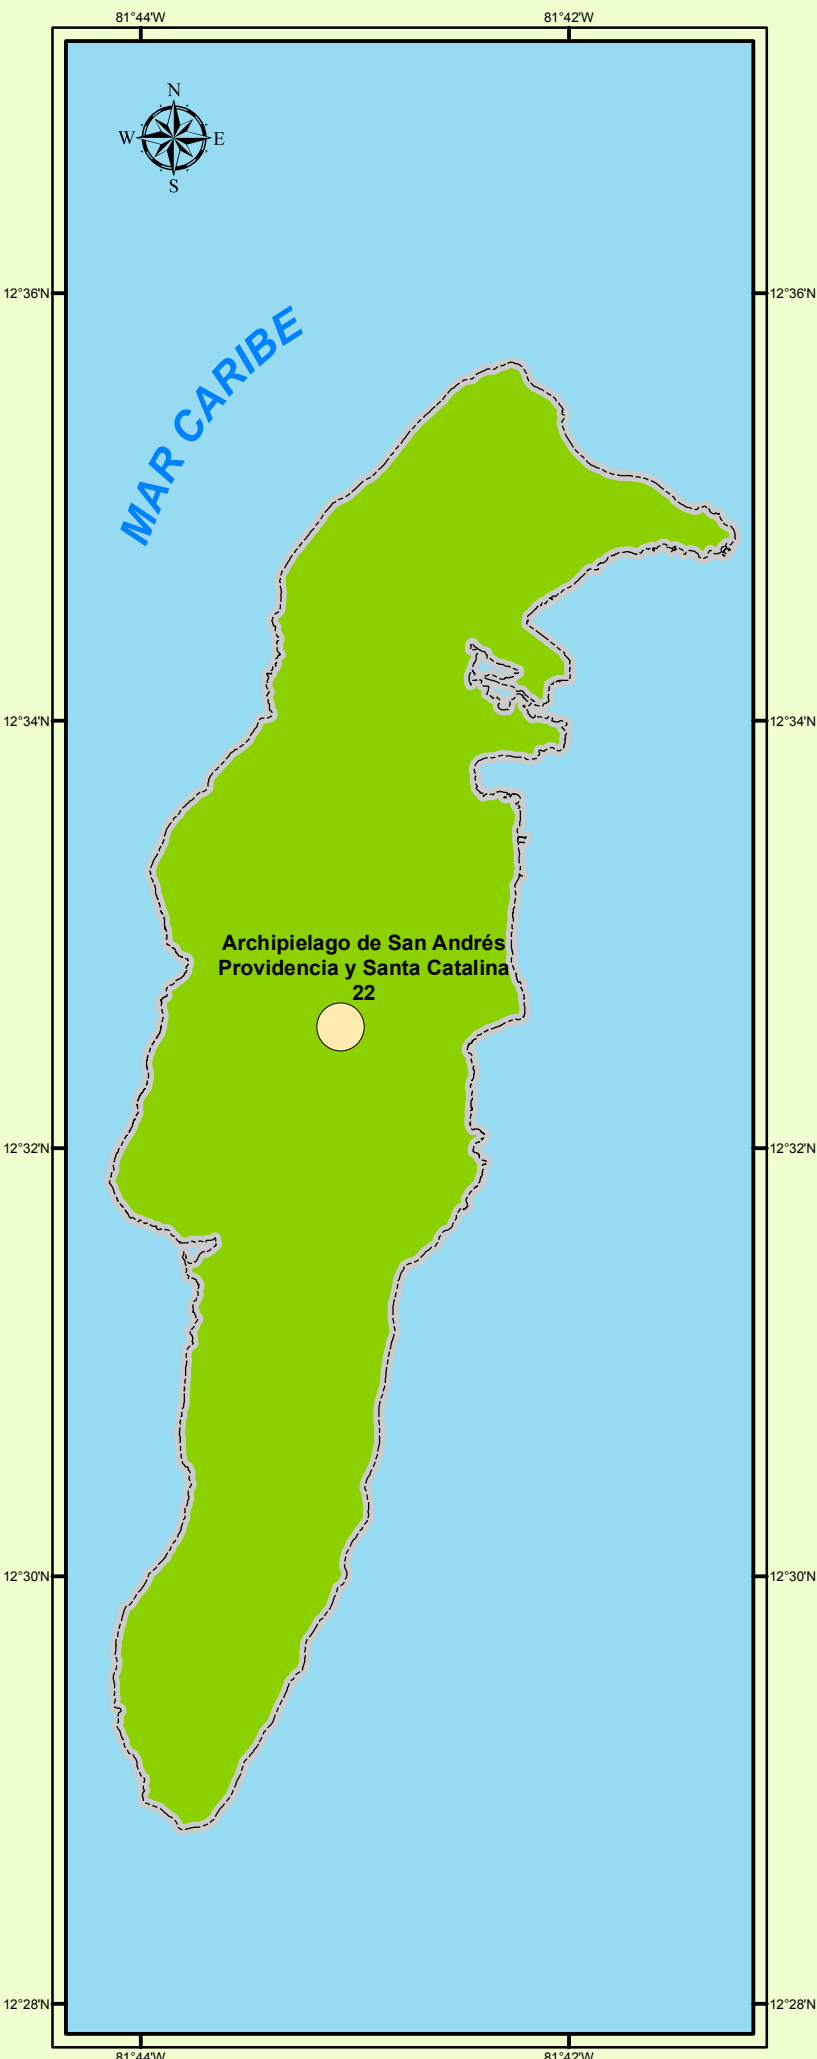 81°44'W
81°42'W
N
W
E
S
12°36'N
12°36'N
MAR CARIBE
12°34'N
12°34'N
Archipielago de San Andrés
Providencia y Santa Catalina
22
12°32'N
12°32'N
12°30'N
12°30'N
12°28'N
12°28'N
81°44'W
81°42'W